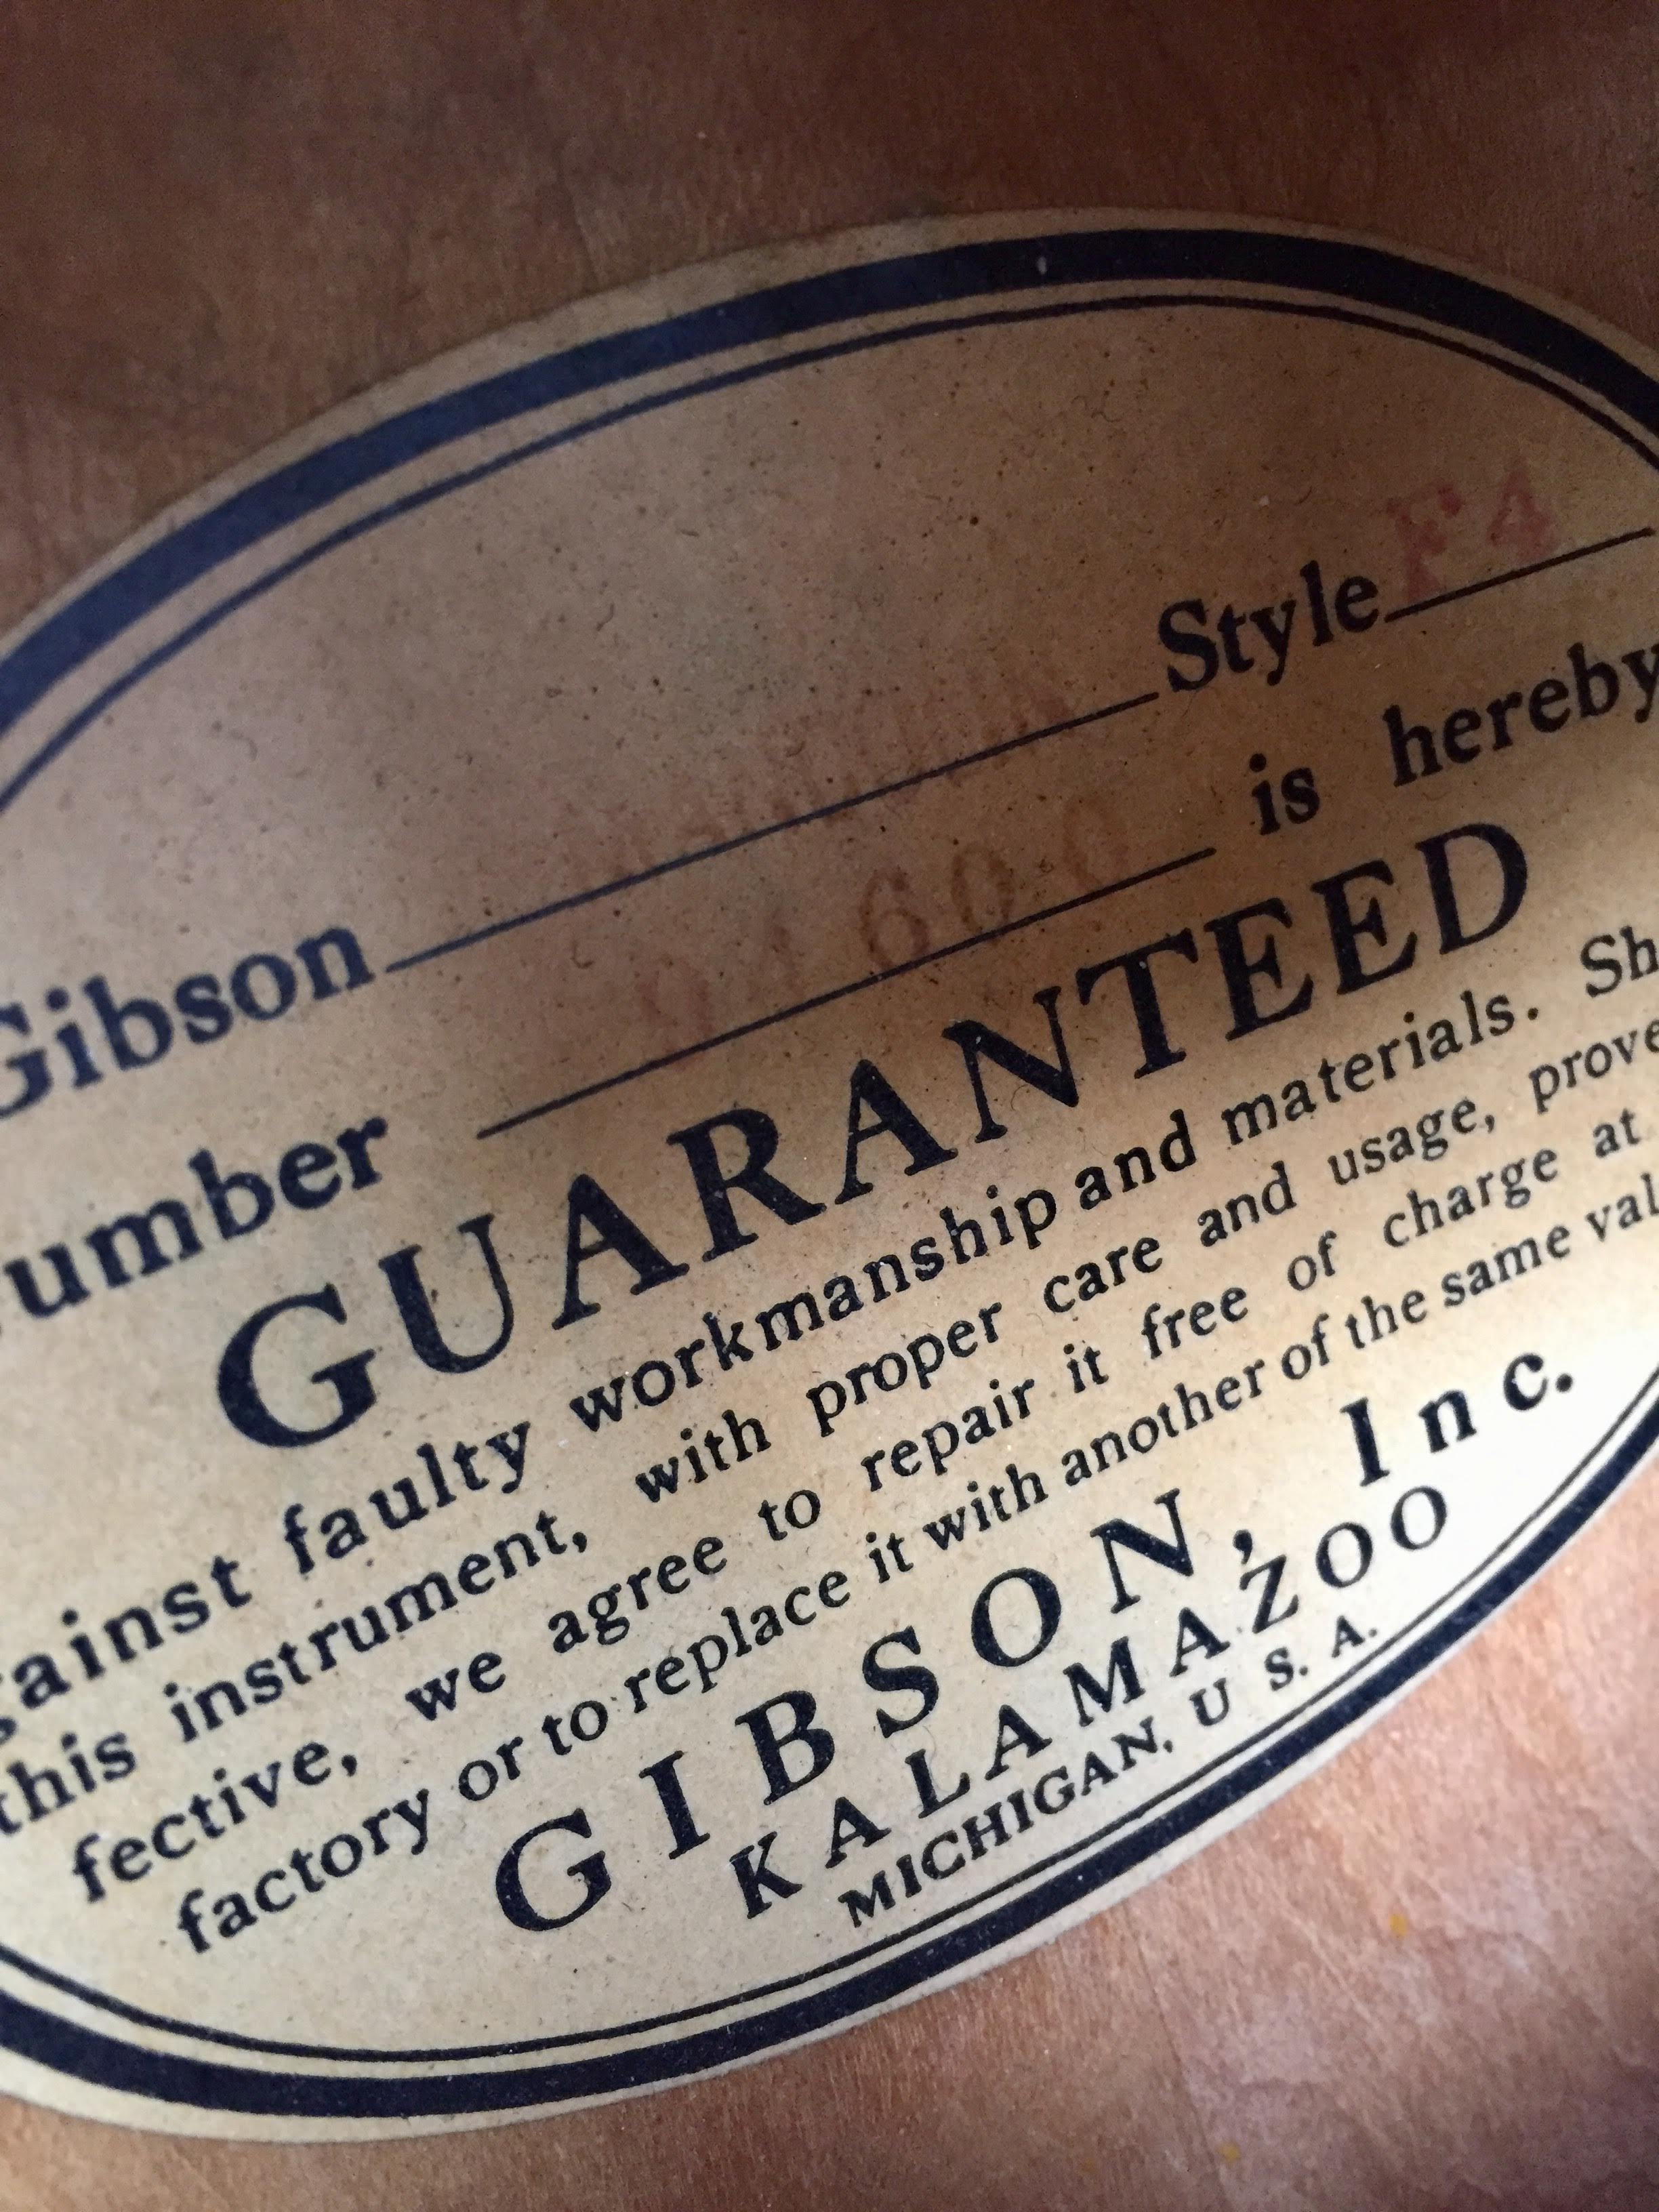 Gibson Style F4
umber is hereby
GUARANTEED
gainst faulty workmanship and materials. Sh
this instrument, with proper care and usage, prove
fective, we agree to repair it free of charge at
factory or to replace it with another of the same val
GIBSON, Inc.
KALAMAZOO
MICHIGAN, U. S. A.